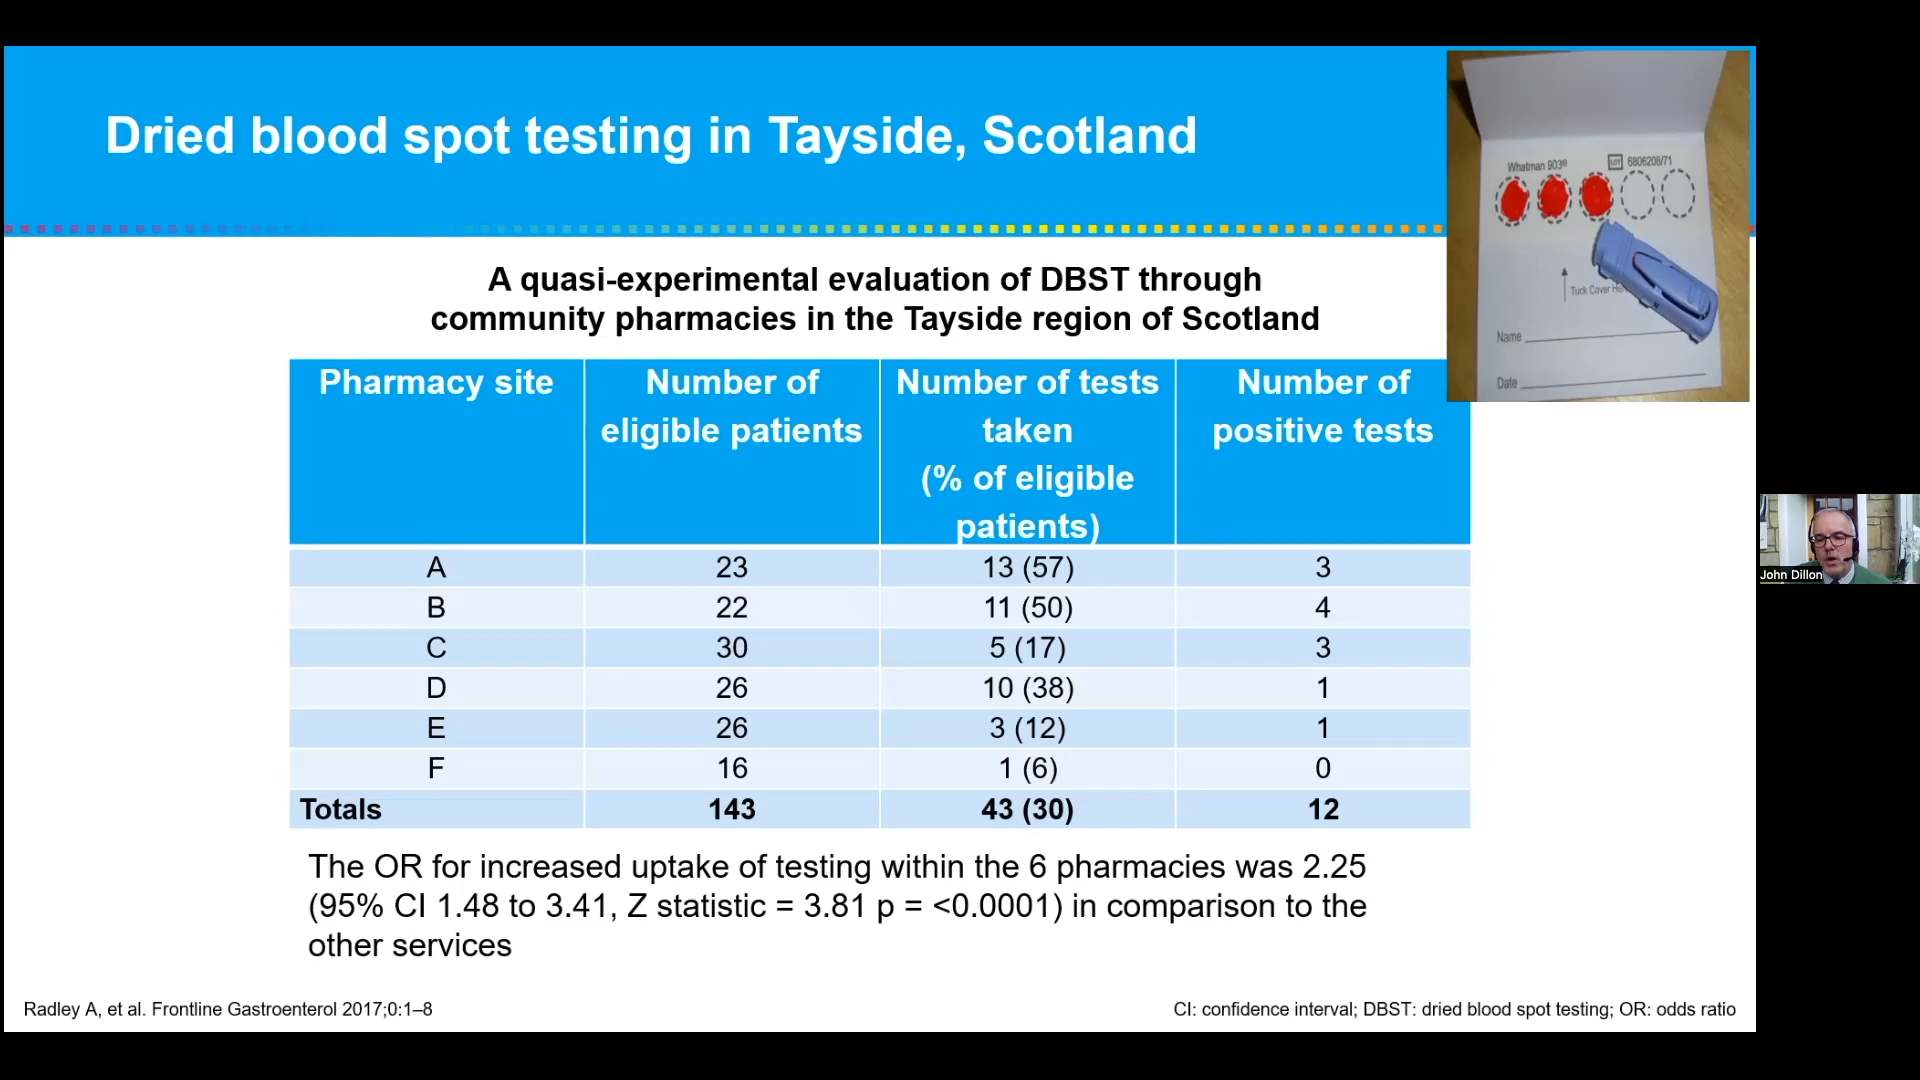 Dried blood spot testing in Tayside, Scotland
Whatman 903® LOT 6806208/71
Tuck Cover
Name
Date
A quasi-experimental evaluation of DBST through
community pharmacies in the Tayside region of Scotland
Pharmacy site Number of eligible patients Number of tests taken (% of eligible patients) Number of positive tests
A 23 13 (57) 3
B 22 11 (50) 4
C 30 5 (17) 3
D 26 10 (38) 1
E 26 3 (12) 1
F 16 1 (6) 0
Totals 143 43 (30) 12
The OR for increased uptake of testing within the 6 pharmacies was 2.25
(95% CI 1.48 to 3.41, Z statistic = 3.81 p = <0.0001) in comparison to the
other services
Radley A, et al. Frontline Gastroenterol 2017;0:1–8
CI: confidence interval; DBST: dried blood spot testing; OR: odds ratio
John Dillon